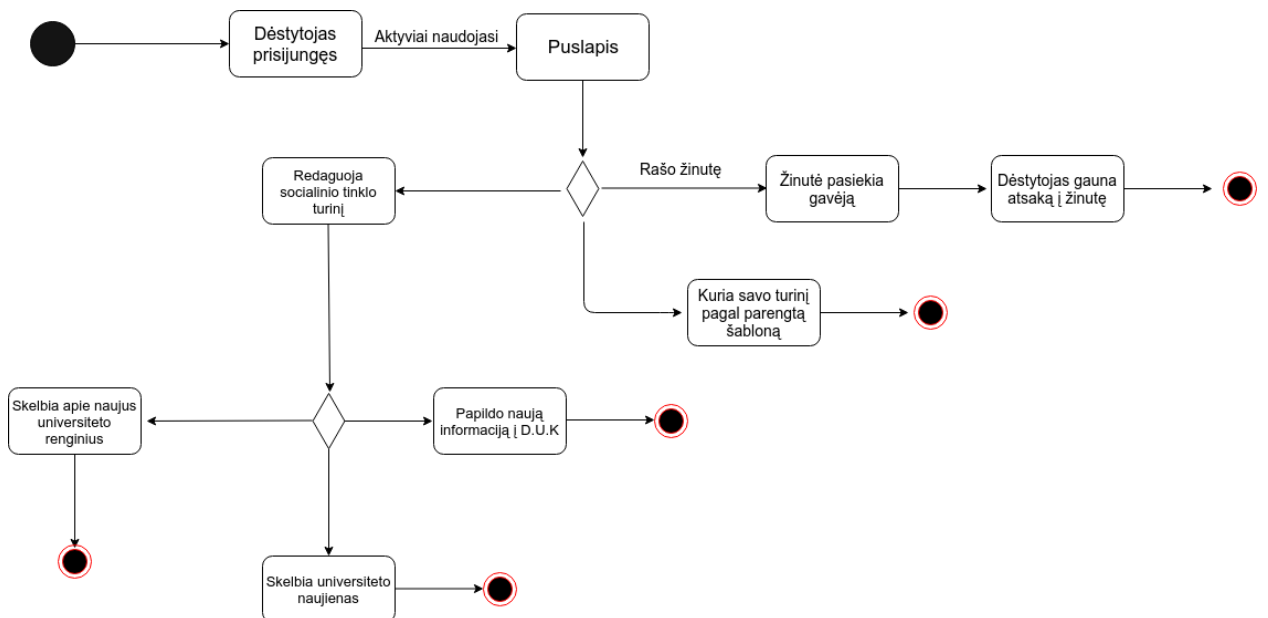 Dėstytojas
prisijungęs
Aktyviai naudojasi
Puslapis
Redaguoja
socialinio tinklo
turinį
Rašo žinutę
Žinutė pasiekia
gavėją
Dėstytojas gauna
atsaką į žinutę
Kuria savo turinį
pagal parengtą
šabloną
Skelbia apie naujus
universiteto
renginius
Papildo naują
informaciją į D.U.K
Skelbia universiteto
naujienas